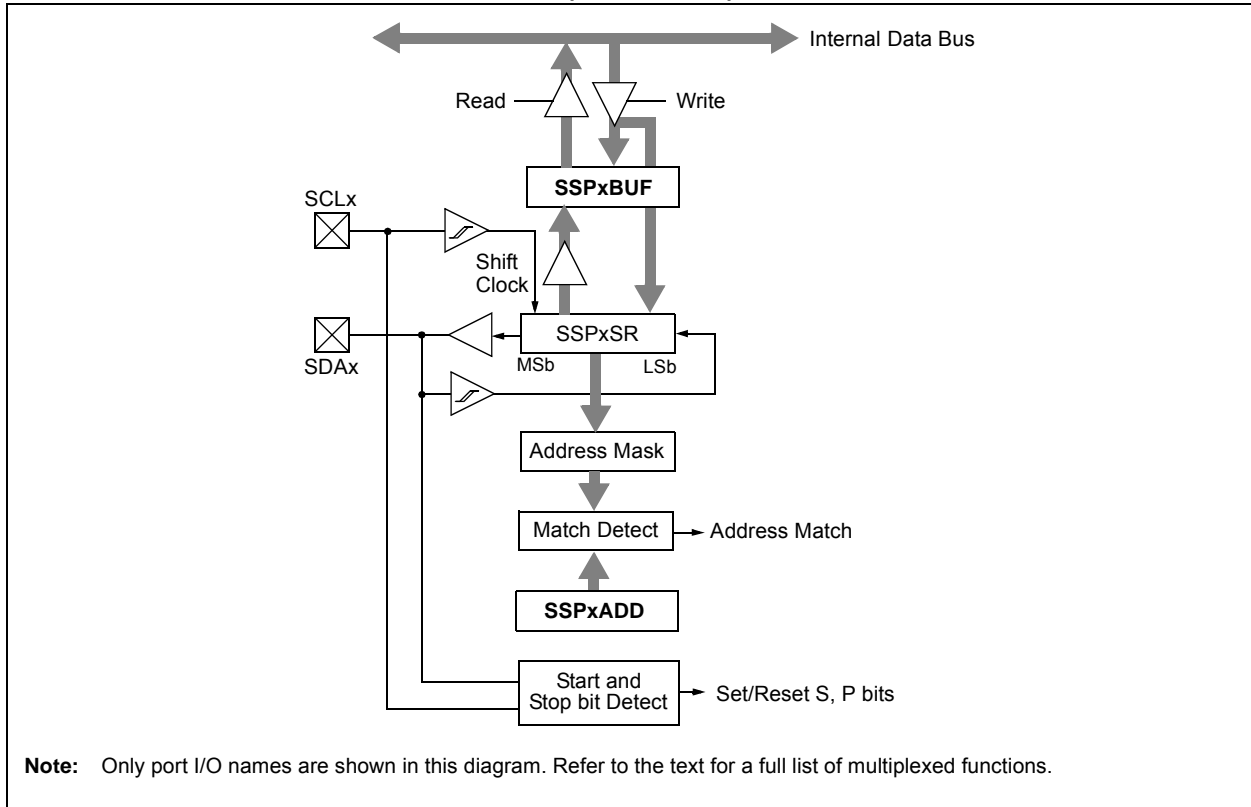 Internal Data Bus
Read
Write
SSPxBUF
SCLx
Shift
Clock
SSPxSR
MSb
LSb
SDAx
Address Mask
Match Detect
Address Match
SSPxADD
Start and
Stop bit Detect
Set/Reset S, P bits
Note: Only port I/O names are shown in this diagram. Refer to the text for a full list of multiplexed functions.